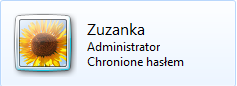 Zuzanka
Administrator
Chronione hasłem